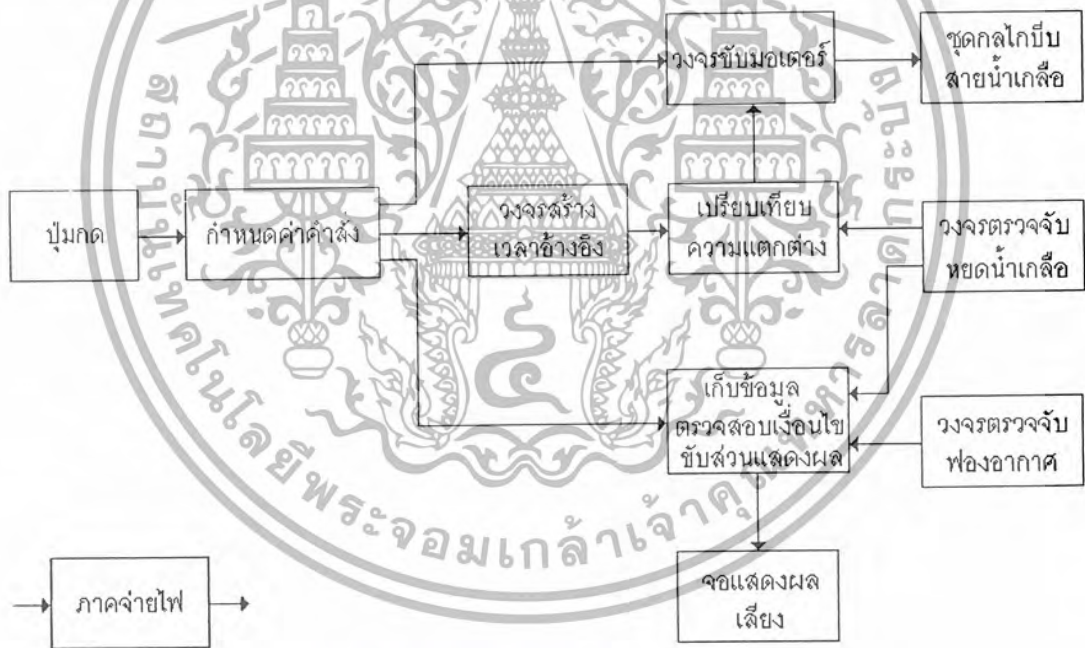 วงจรขับมอเตอร์
ชุดกลไกบีบ
สายน้ำเกลือ
ปุ่มกด
กำหนดค่าคำสั่ง
วงจรสร้าง
เวลาอ้างอิง
เปรียบเทียบ
ความแตกต่าง
วงจรตรวจจับ
หยดน้ำเกลือ
เก็บข้อมูล
ตรวจสอบเงื่อนไข
ขับส่วนแสดงผล
วงจรตรวจจับ
ฟองอากาศ
ภาคจ่ายไฟ
จอแสดงผล
เสียง
สถาบันเทคโนโลยีพระจอมเกล้าเจ้าคุณทหารลาดกระบัง